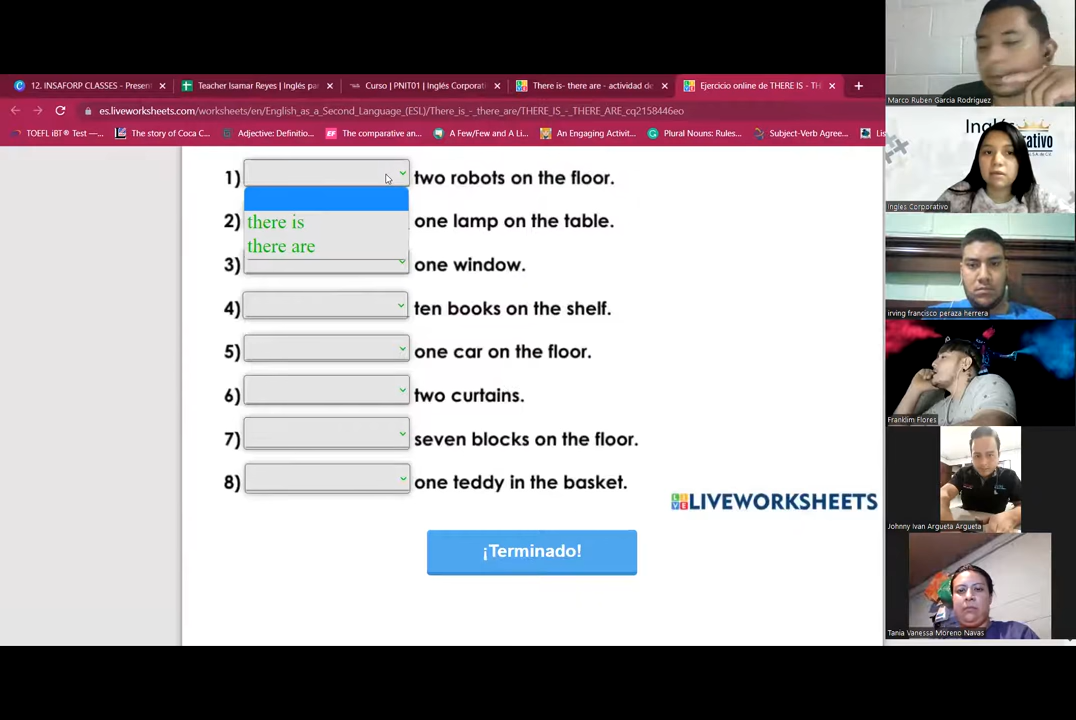 12. INSAFORP CLASSES - Present
Teacher Isamar Reyes | Inglés par
Curso | PNIT01 | Inglés Corporati
There is- there are - actividad de
Ejercicio online de THERE IS - TH
es.liveworksheets.com/worksheets/en/English_as_a_Second_Language_(ESL)/There_is_-_there_are/THERE_IS_-_THERE_ARE_cq2158446eo
TOEFL iBT® Test —...
The story of Coca C...
Adjective: Definitio...
The comparative an...
A Few/Few and A Li...
An Engaging Activit...
Plural Nouns: Rules...
Subject-Verb Agree...
Lis
1) two robots on the floor.
there is
2) one lamp on the table.
there are
3) one window.
4) ten books on the shelf.
5) one car on the floor.
6) two curtains.
7) seven blocks on the floor.
8) one teddy in the basket.
LIVE LIVEWORKSHEETS
¡Terminado!
Marco Ruben Garcia Rodriguez
Inglés
Ingles Corporativo
irving francisco peraza herrera
Franklim Flores
Johnny Ivan Argueta Argueta
Tania Vanessa Moreno Navas